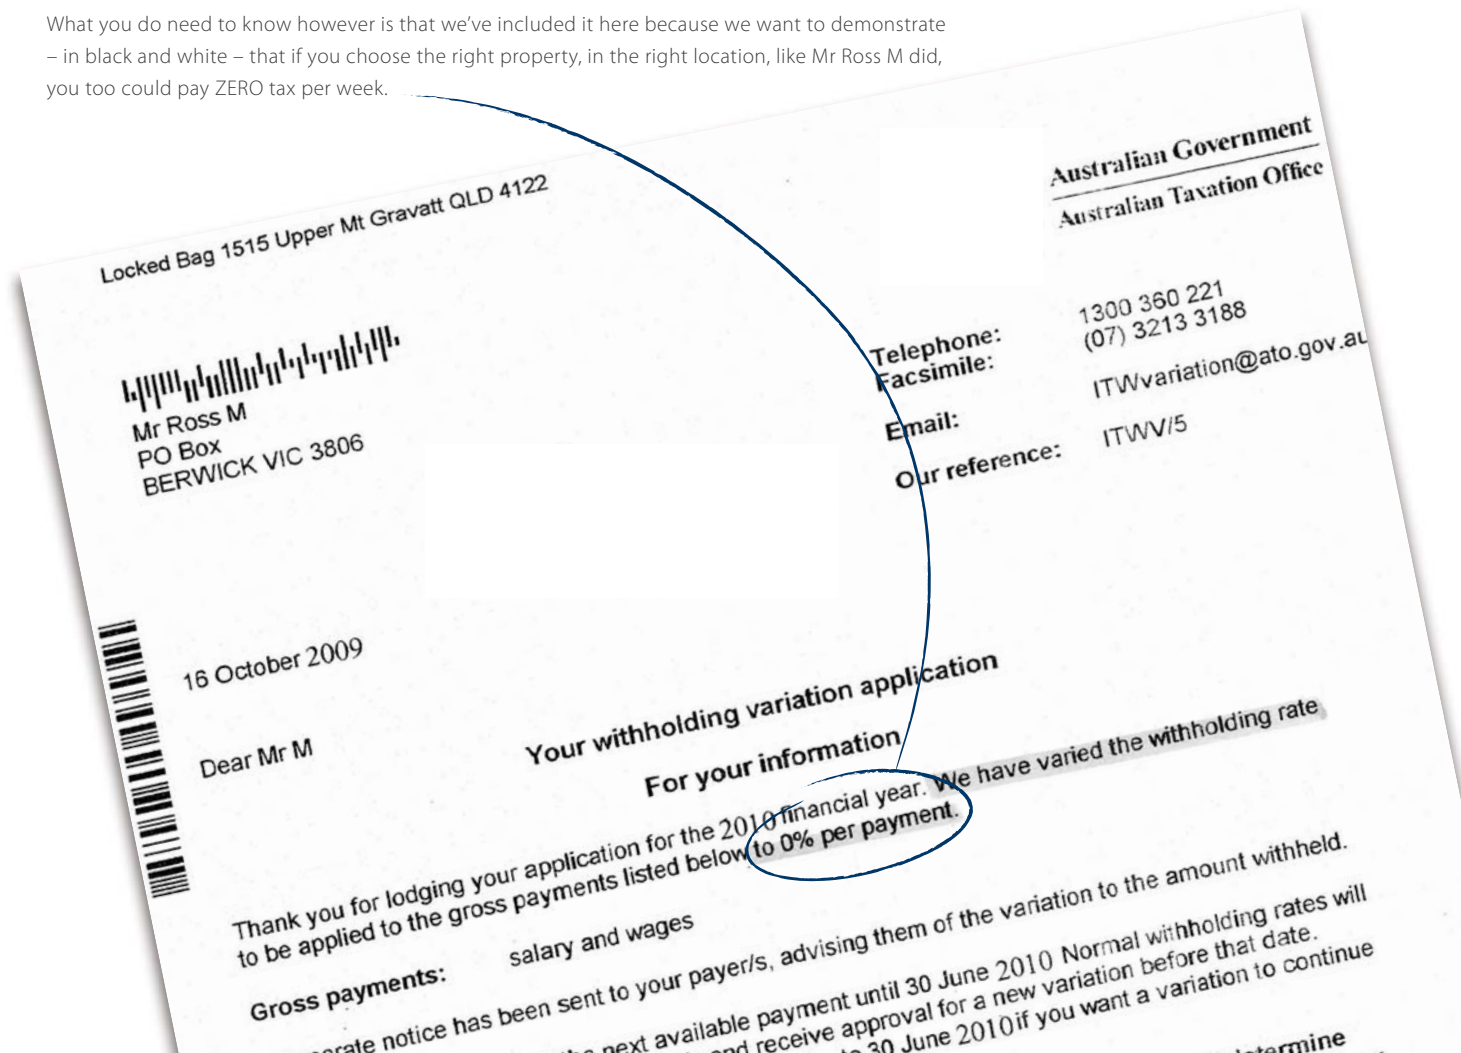 What you do need to know however is that we've included it here because we want to demonstrate
– in black and white – that if you choose the right property, in the right location, like Mr Ross M did,
you too could pay ZERO tax per week.
Australian Government
Australian Taxation Office
Locked Bag 1515 Upper Mt Gravatt QLD 4122
Telephone: 1300 360 221
Facsimile: (07) 3213 3188
Email: ITWvariation@ato.gov.au
Our reference: ITWV/5
Mr Ross M
PO Box
BERWICK VIC 3806
16 October 2009
Dear Mr M
Your withholding variation application
For your information
Thank you for lodging your application for the 2010 financial year. We have varied the withholding rate
to be applied to the gross payments listed below to 0% per payment.
Gross payments: salary and wages
notice has been sent to your payer/s, advising them of the variation to the amount withheld.
next available payment until 30 June 2010 Normal withholding rates will
and receive approval for a new variation before that date.
30 June 2010 if you want a variation to continue